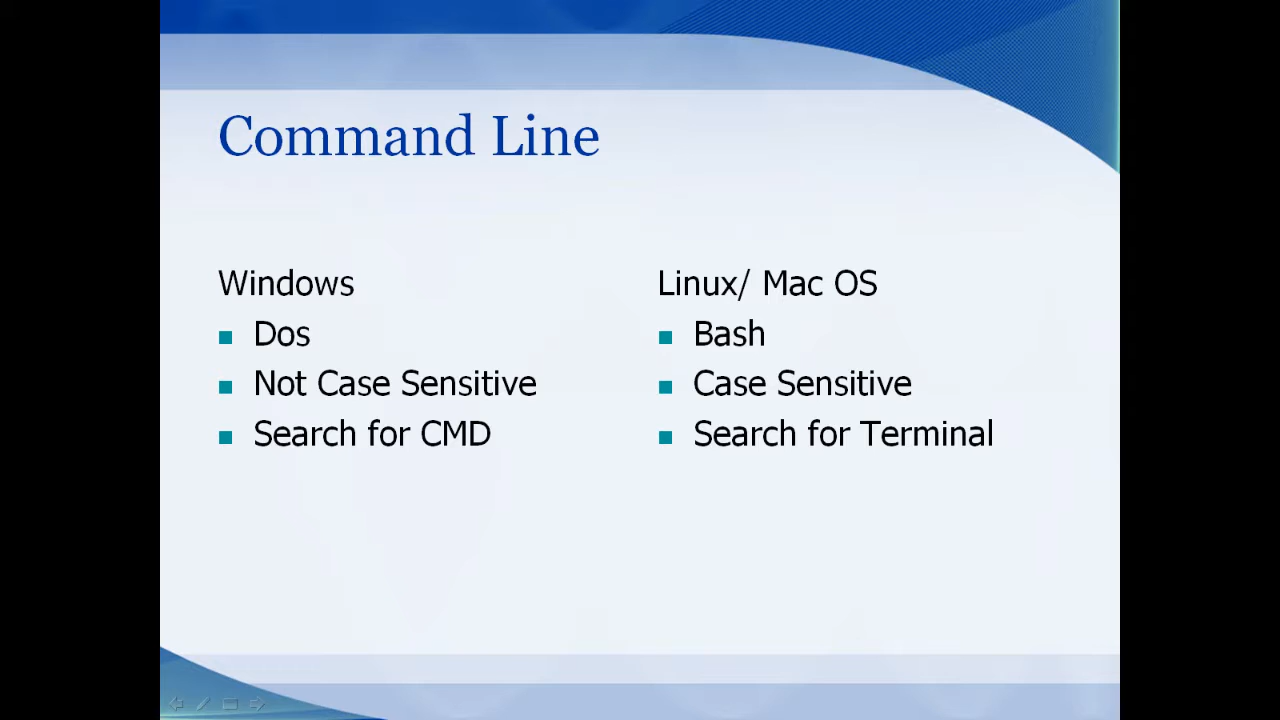 Command Line
Windows
Dos
Not Case Sensitive
Search for CMD
Linux/ Mac OS
Bash
Case Sensitive
Search for Terminal